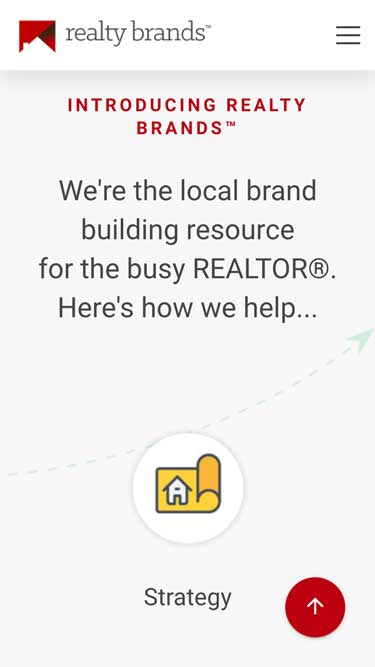 realty brands™
INTRODUCING REALTY
BRANDS™
We're the local brand
building resource
for the busy REALTOR®.
Here's how we help...
Strategy